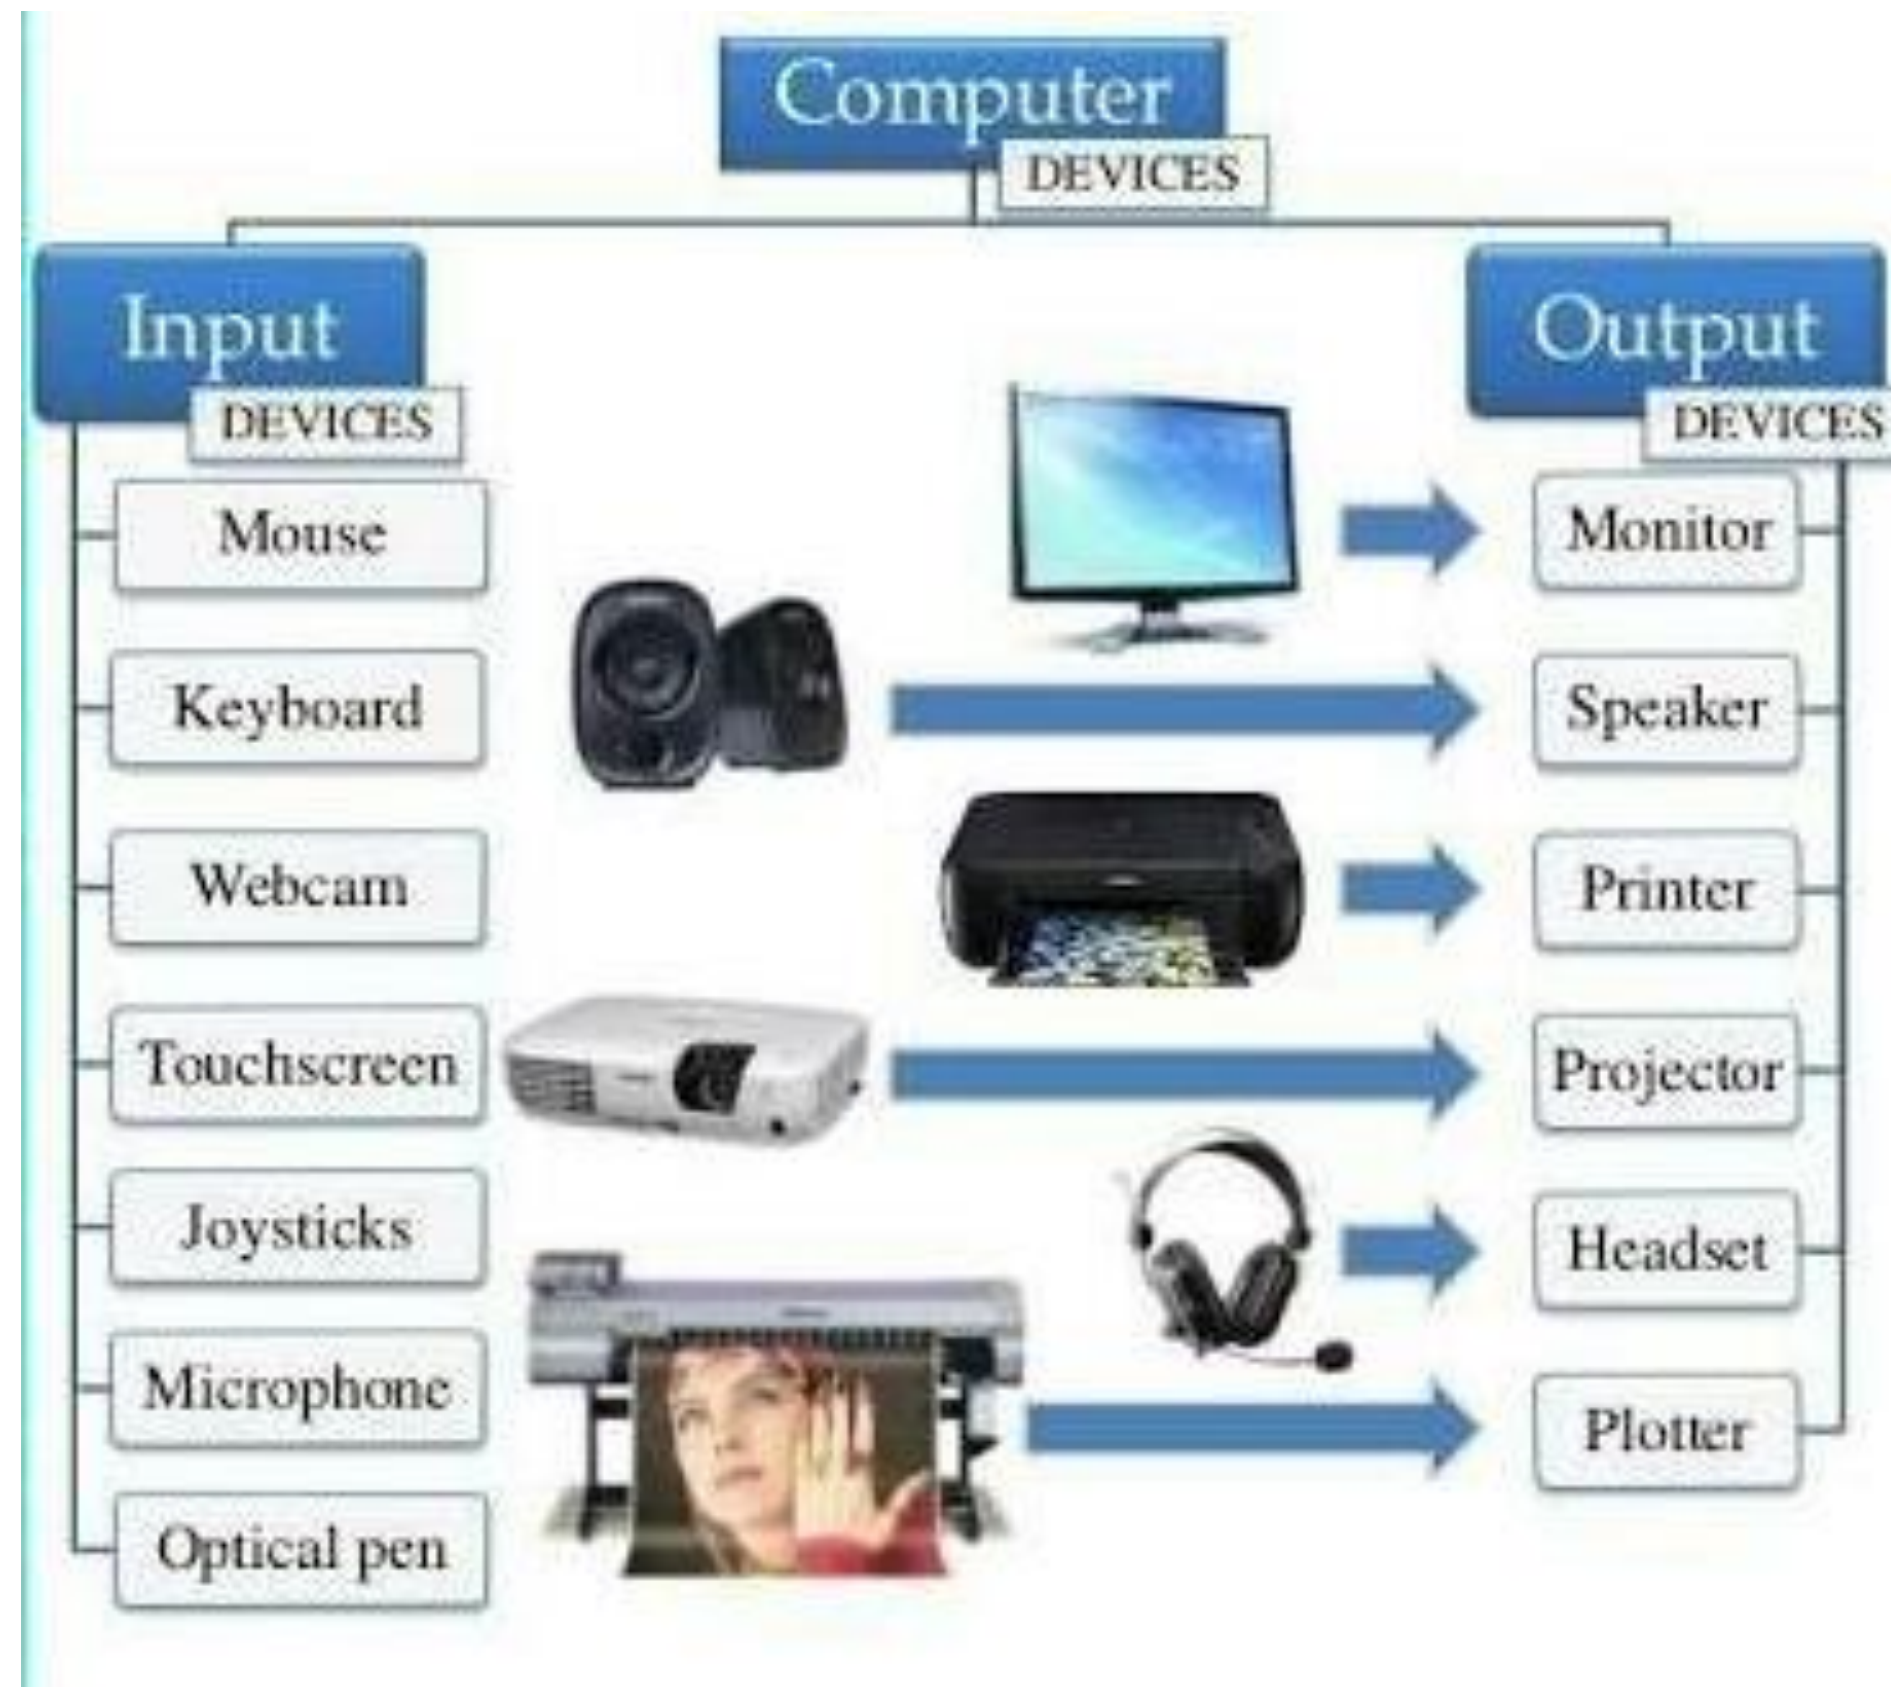 Computer
DEVICES
Input
DEVICES
Mouse
Keyboard
Webcam
Touchscreen
Joysticks
Microphone
Optical pen
Output
DEVICES
Monitor
Speaker
Printer
Projector
Headset
Plotter